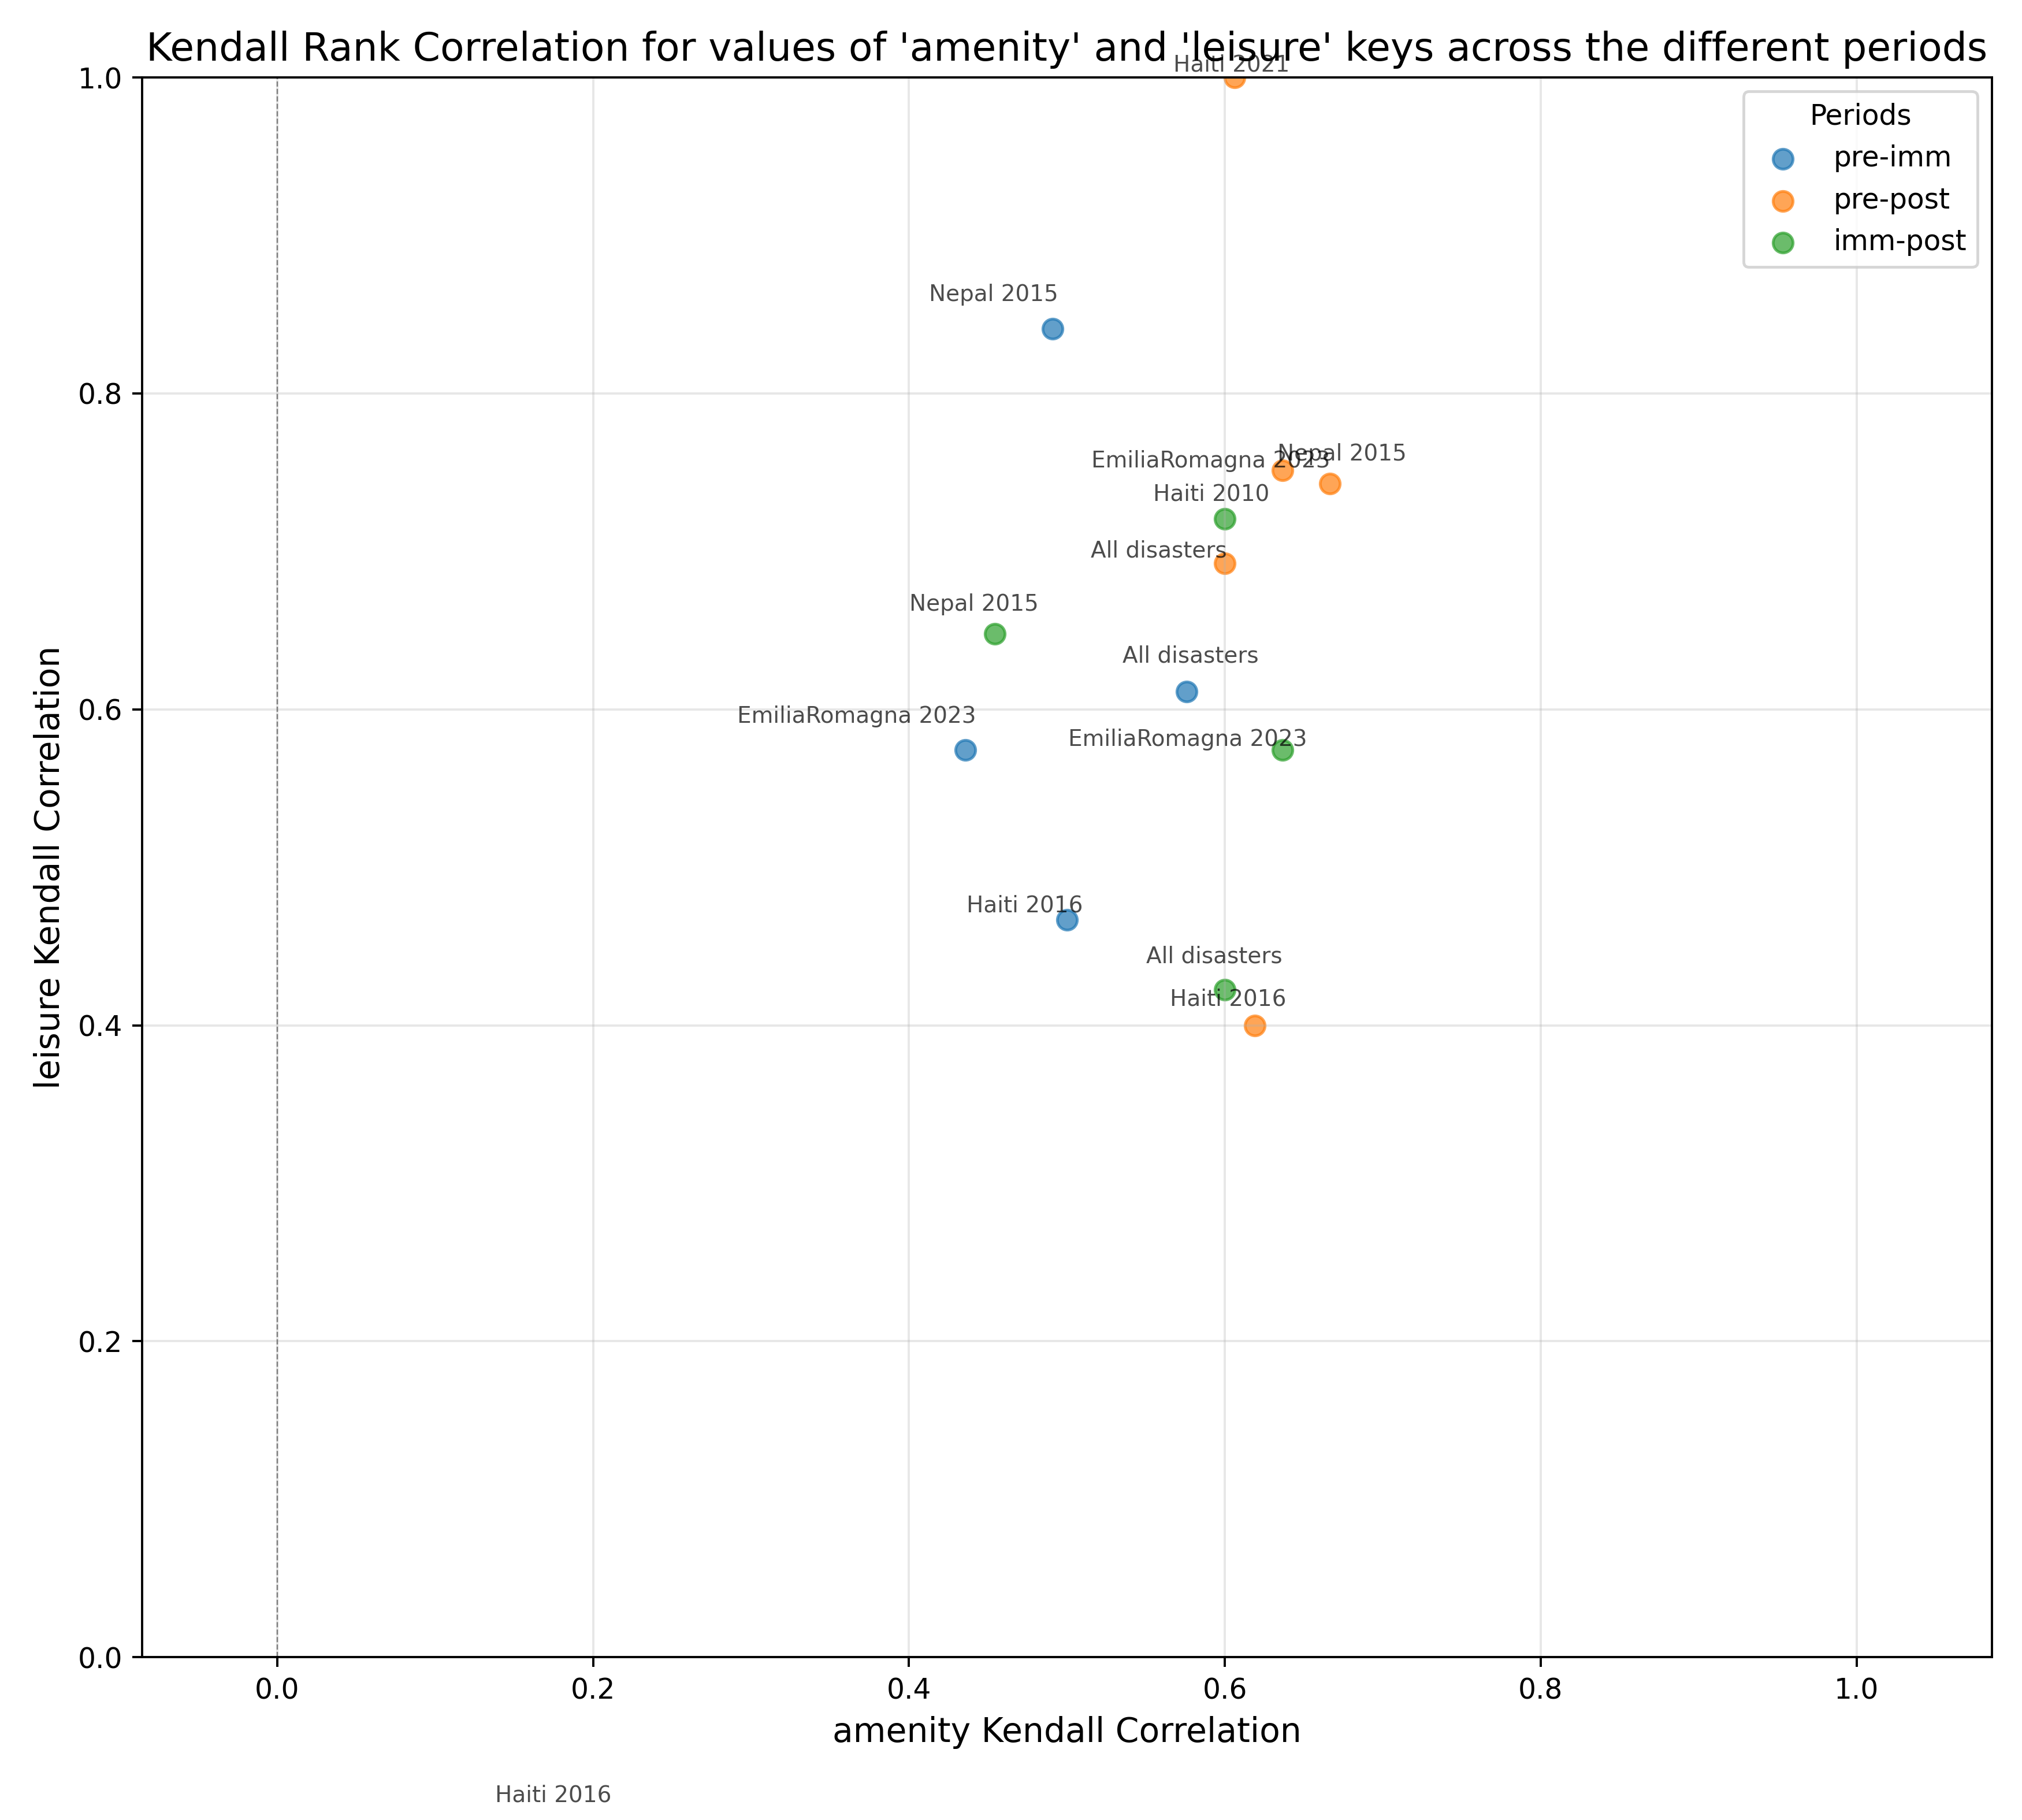 Kendall Rank Correlation for values of 'amenity' and 'leisure' keys across the different periods
Haiti 2021
1.0
Periods
pre-imm
pre-post
imm-post
Nepal 2015
0.8
EmiliaRomagna 2023
Nepal 2015
Haiti 2010
All disasters
Nepal 2015
All disasters
0.6
EmiliaRomagna 2023
EmiliaRomagna 2023
Haiti 2016
All disasters
Haiti 2016
0.4
0.2
0.0
leisure Kendall Correlation
0.0
0.2
0.4
0.6
0.8
1.0
amenity Kendall Correlation
Haiti 2016